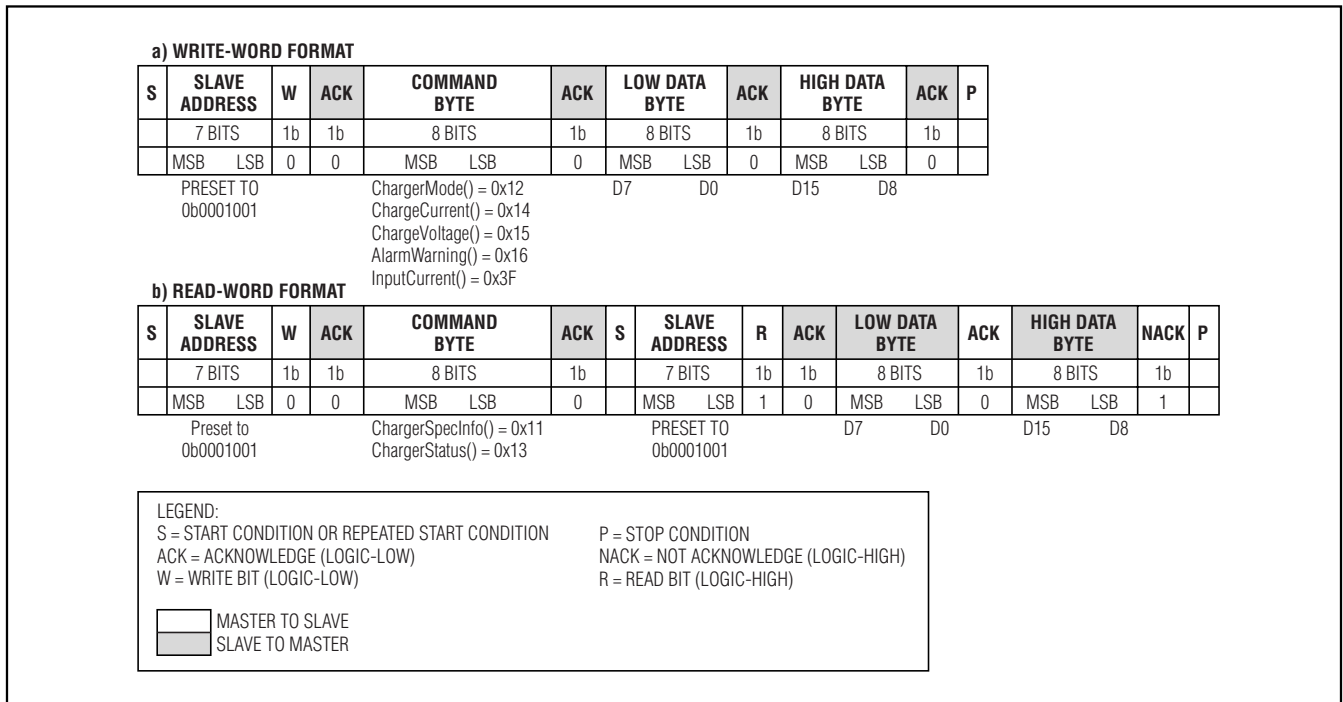 a) WRITE-WORD FORMAT
S SLAVE ADDRESS W ACK COMMAND BYTE ACK LOW DATA BYTE ACK HIGH DATA BYTE ACK P
7 BITS 1b 1b 8 BITS 1b 8 BITS 1b 8 BITS 1b
MSB LSB 0 0 MSB LSB 0 MSB LSB 0 MSB LSB 0
PRESET TO 0b0001001
ChargerMode() = 0x12
ChargeCurrent() = 0x14
ChargeVoltage() = 0x15
AlarmWarning() = 0x16
InputCurrent() = 0x3F
D7 D0 D15 D8
b) READ-WORD FORMAT
S SLAVE ADDRESS W ACK COMMAND BYTE ACK S SLAVE ADDRESS R ACK LOW DATA BYTE ACK HIGH DATA BYTE NACK P
7 BITS 1b 1b 8 BITS 1b 7 BITS 1b 1b 8 BITS 1b 8 BITS 1b
MSB LSB 0 0 MSB LSB 0 MSB LSB 1 0 MSB LSB 0 MSB LSB 1
Preset to 0b0001001
ChargerSpecInfo() = 0x11
ChargerStatus() = 0x13
PRESET TO 0b0001001
D7 D0 D15 D8
LEGEND:
S = START CONDITION OR REPEATED START CONDITION
ACK = ACKNOWLEDGE (LOGIC-LOW)
W = WRITE BIT (LOGIC-LOW)
P = STOP CONDITION
NACK = NOT ACKNOWLEDGE (LOGIC-HIGH)
R = READ BIT (LOGIC-HIGH)
MASTER TO SLAVE
SLAVE TO MASTER